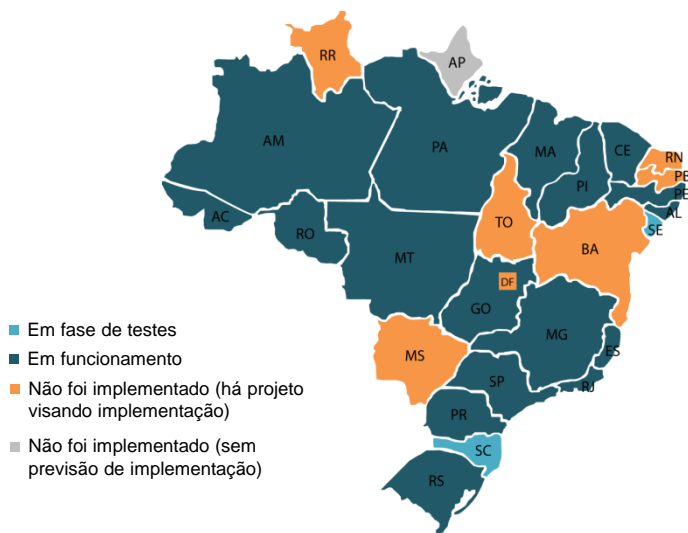 RR
AP
AM
PA
MA
CE
RN
PB
PI
PE
AL
SE
AC
RO
TO
BA
MT
DF
GO
MG
ES
MS
SP
RJ
PR
SC
RS
Em fase de testes
Em funcionamento
Não foi implementado (há projeto
visando implementação)
Não foi implementado (sem
previsão de implementação)